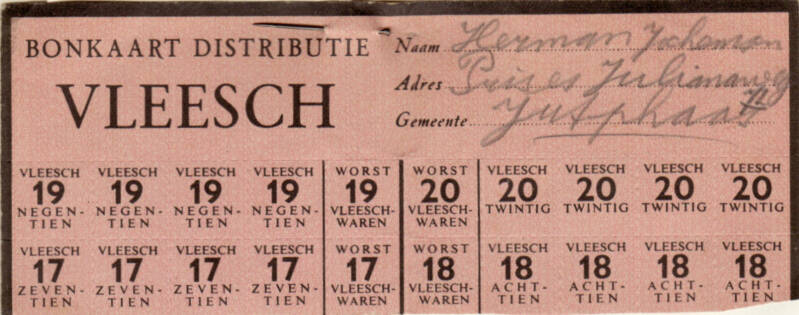 BONKAART DISTRIBUTIE
VLEESCH
Naam Herman
Adres Prinses Julianaweg 72
Gemeente Jutphaas
VLEESCH VLEESCH VLEESCH VLEESCH WORST WORST VLEESCH VLEESCH VLEESCH VLEESCH
19 19 19 19 19 20 20 20 20 20
NEGEN- NEGEN- NEGEN- NEGEN- VLEESCH- VLEESCH- TWINTIG TWINTIG TWINTIG TWINTIG
TIEN TIEN TIEN TIEN WAREN WAREN
VLEESCH VLEESCH VLEESCH VLEESCH WORST WORST VLEESCH VLEESCH VLEESCH VLEESCH
17 17 17 17 17 18 18 18 18 18
ZEVEN- ZEVEN- ZEVEN- ZEVEN- VLEESCH- VLEESCH- ACHT- ACHT- ACHT- ACHT-
TIEN TIEN TIEN TIEN WAREN WAREN TIEN TIEN TIEN TIEN